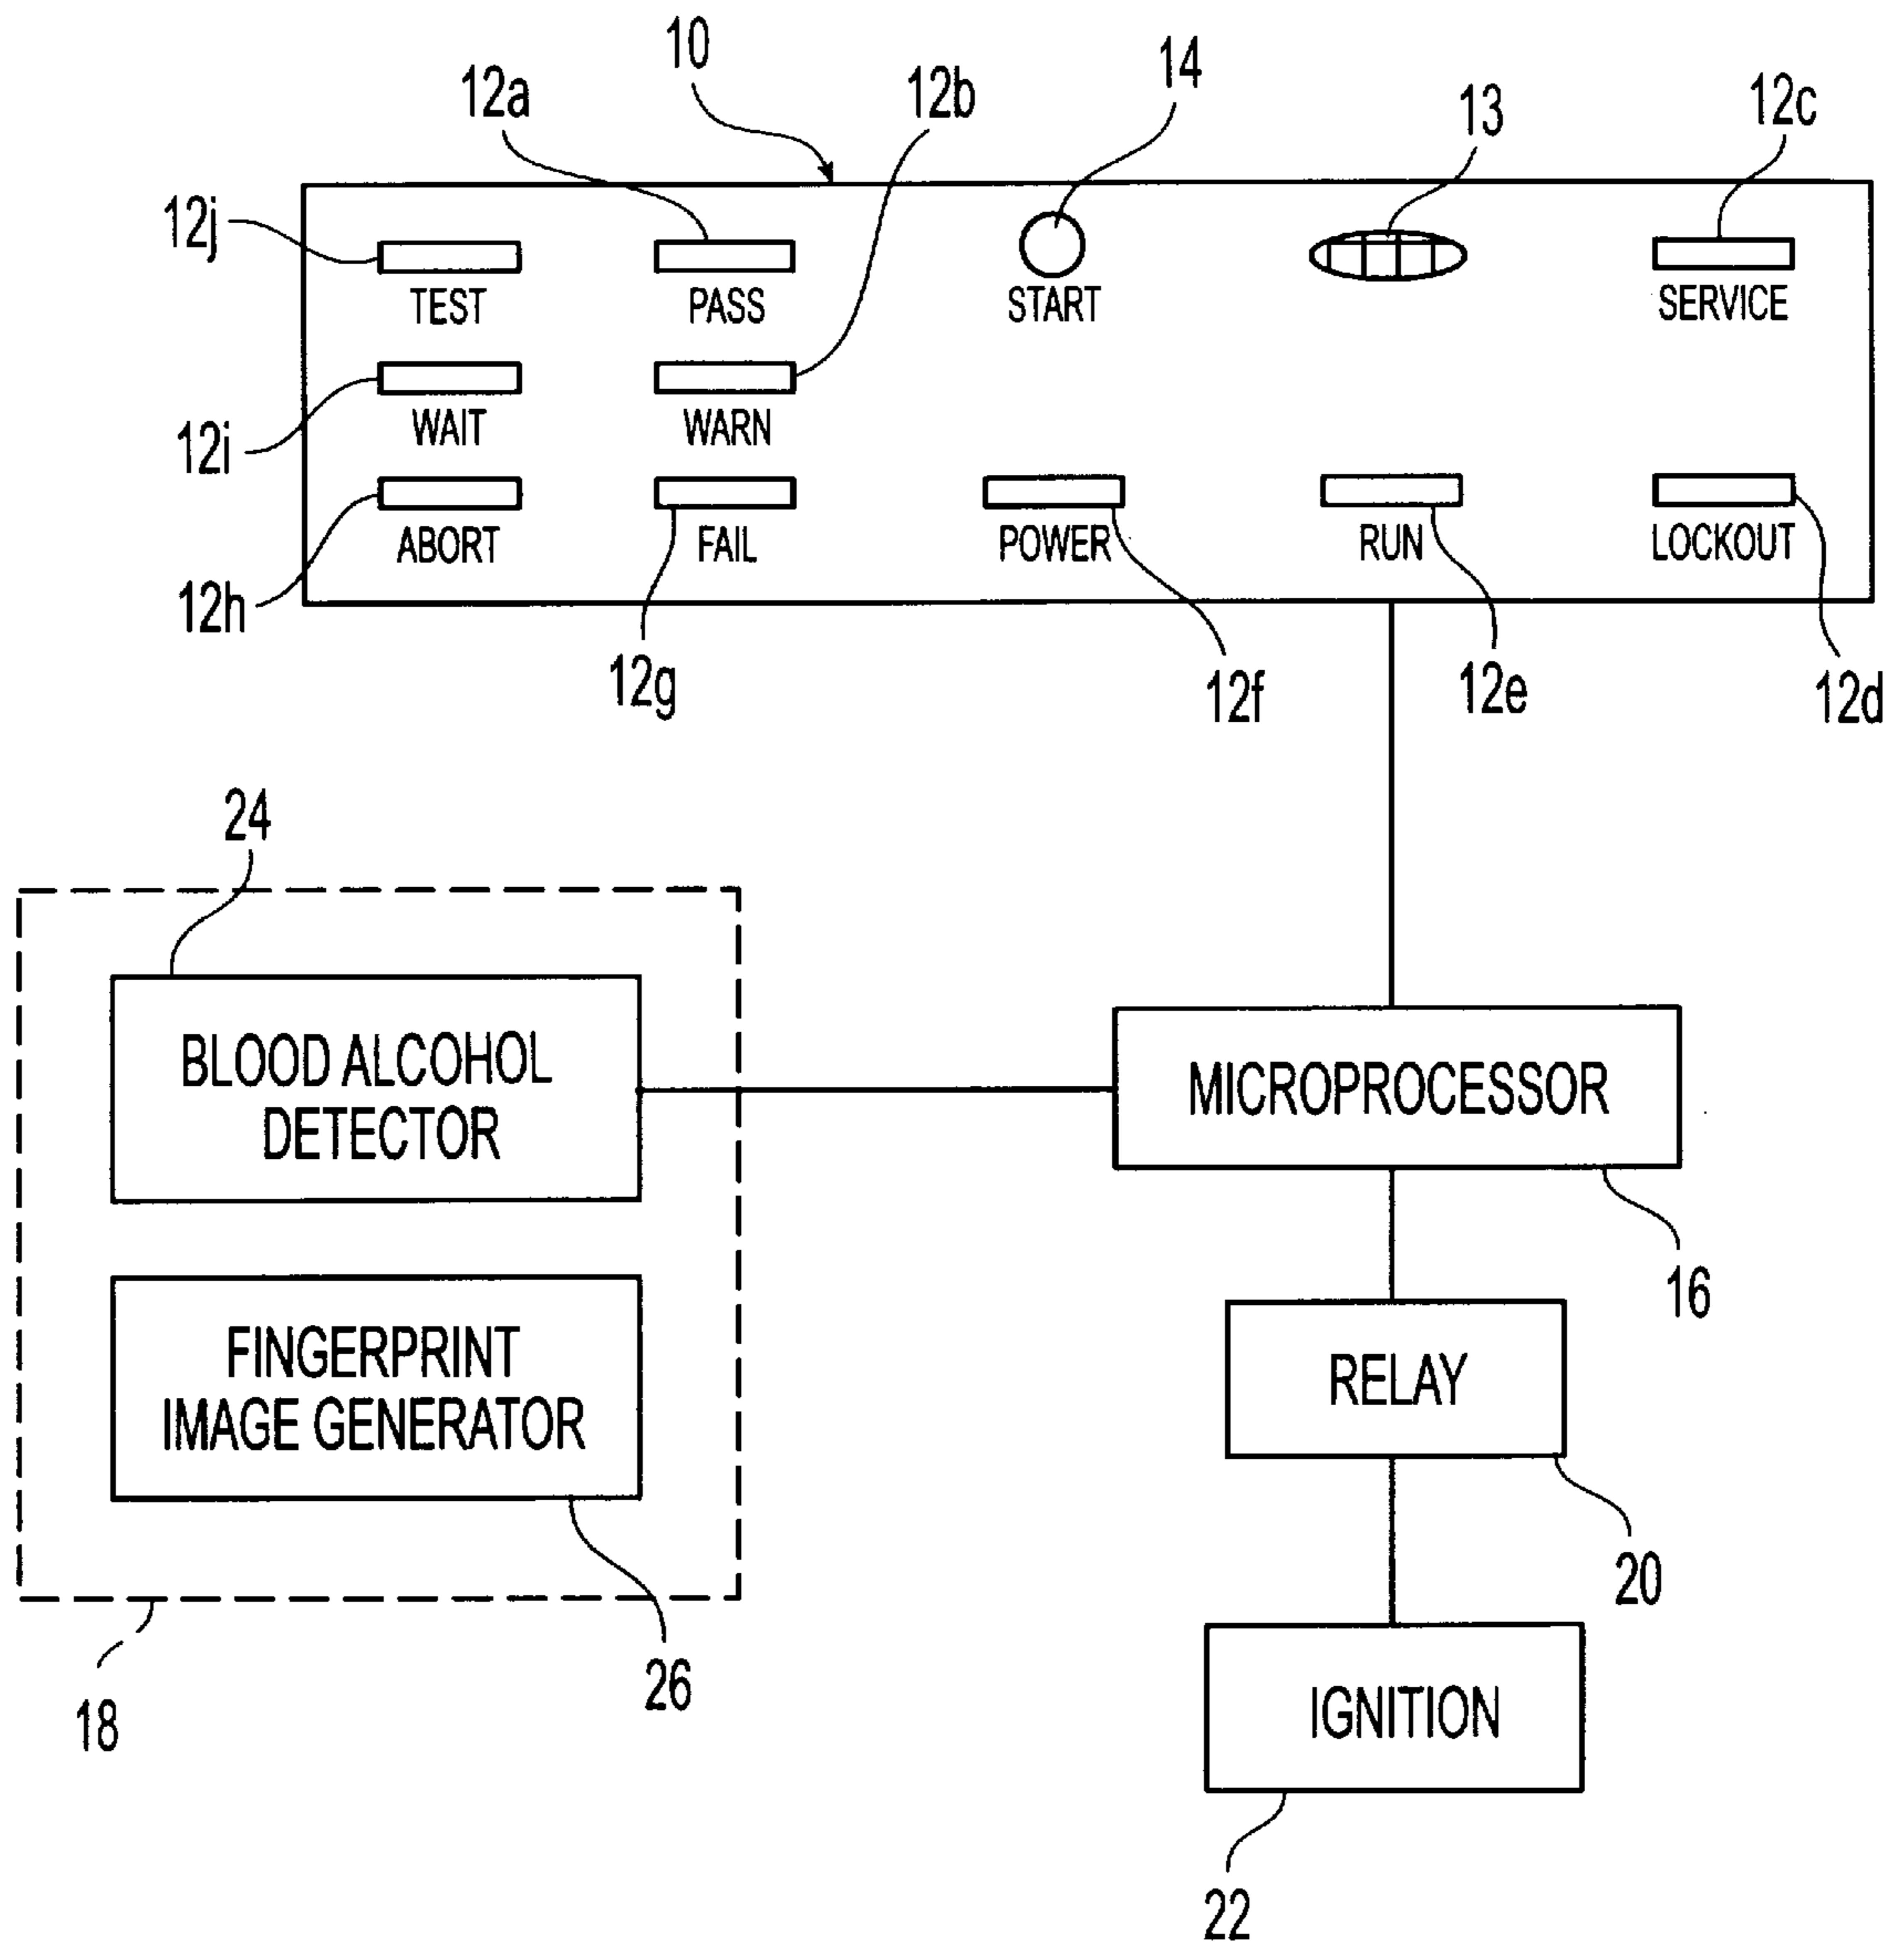 10
14
12a
12b
13
12c
12j
TEST
PASS
START
SERVICE
12i
WAIT
WARN
12h
ABORT
FAIL
POWER
RUN
LOCKOUT
12g
12f
12e
12d
24
BLOOD ALCOHOL
DETECTOR
MICROPROCESSOR
16
FINGERPRINT
IMAGE GENERATOR
RELAY
20
18
26
IGNITION
22